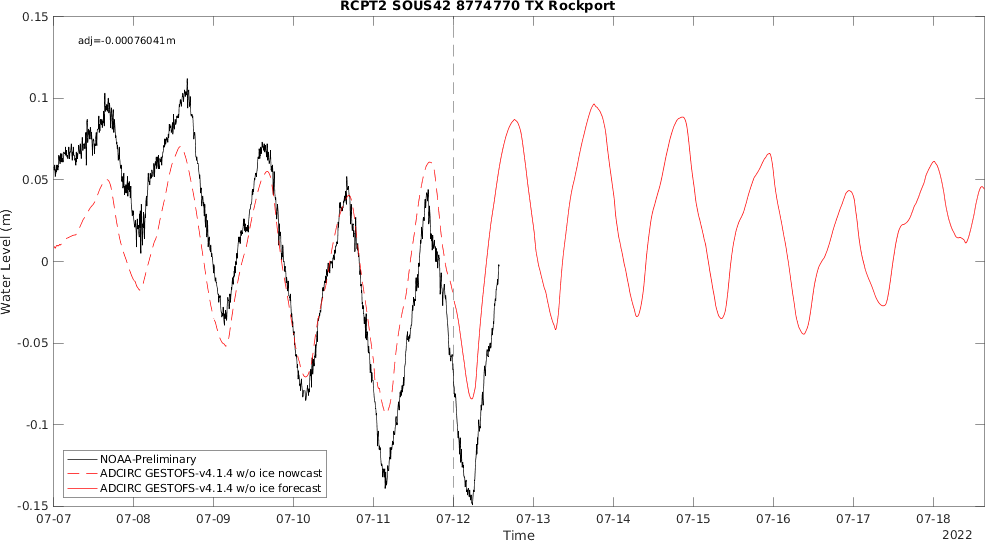 RCPT2 SOUS42 8774770 TX Rockport
adj=-0.00076041m
0.15
0.1
0.05
0
-0.05
-0.1
-0.15
Water Level (m)
NOAA-Preliminary
ADCIRC GESTOFS-v4.1.4 w/o ice nowcast
ADCIRC GESTOFS-v4.1.4 w/o ice forecast
07-07 07-08 07-09 07-10 07-11 07-12 07-13 07-14 07-15 07-16 07-17 07-18
Time
2022